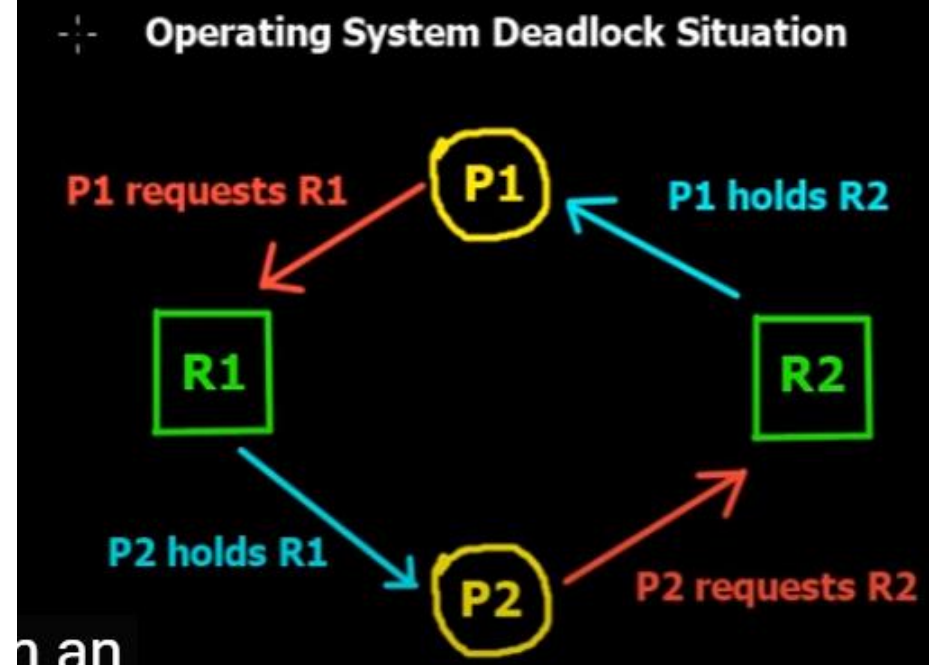 Operating System Deadlock Situation
P1
P1 requests R1
P1 holds R2
R1
R2
P2 holds R1
P2 requests R2
P2
an